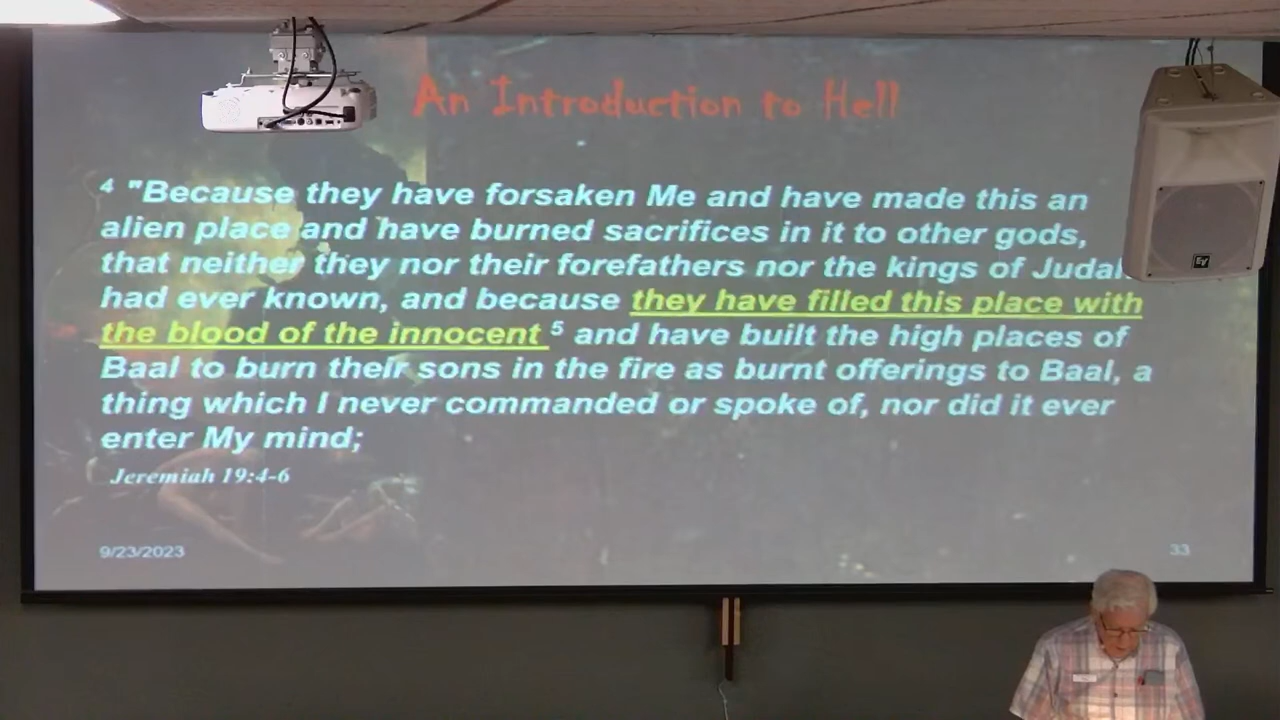 An Introduction to Hell
4 "Because they have forsaken Me and have made this an
alien place and have burned sacrifices in it to other gods,
that neither they nor their forefathers nor the kings of Judah
had ever known, and because they have filled this place with
the blood of the innocent 5 and have built the high places of
Baal to burn their sons in the fire as burnt offerings to Baal, a
thing which I never commanded or spoke of, nor did it ever
enter My mind;
Jeremiah 19:4-6
9/23/2023
33
EV